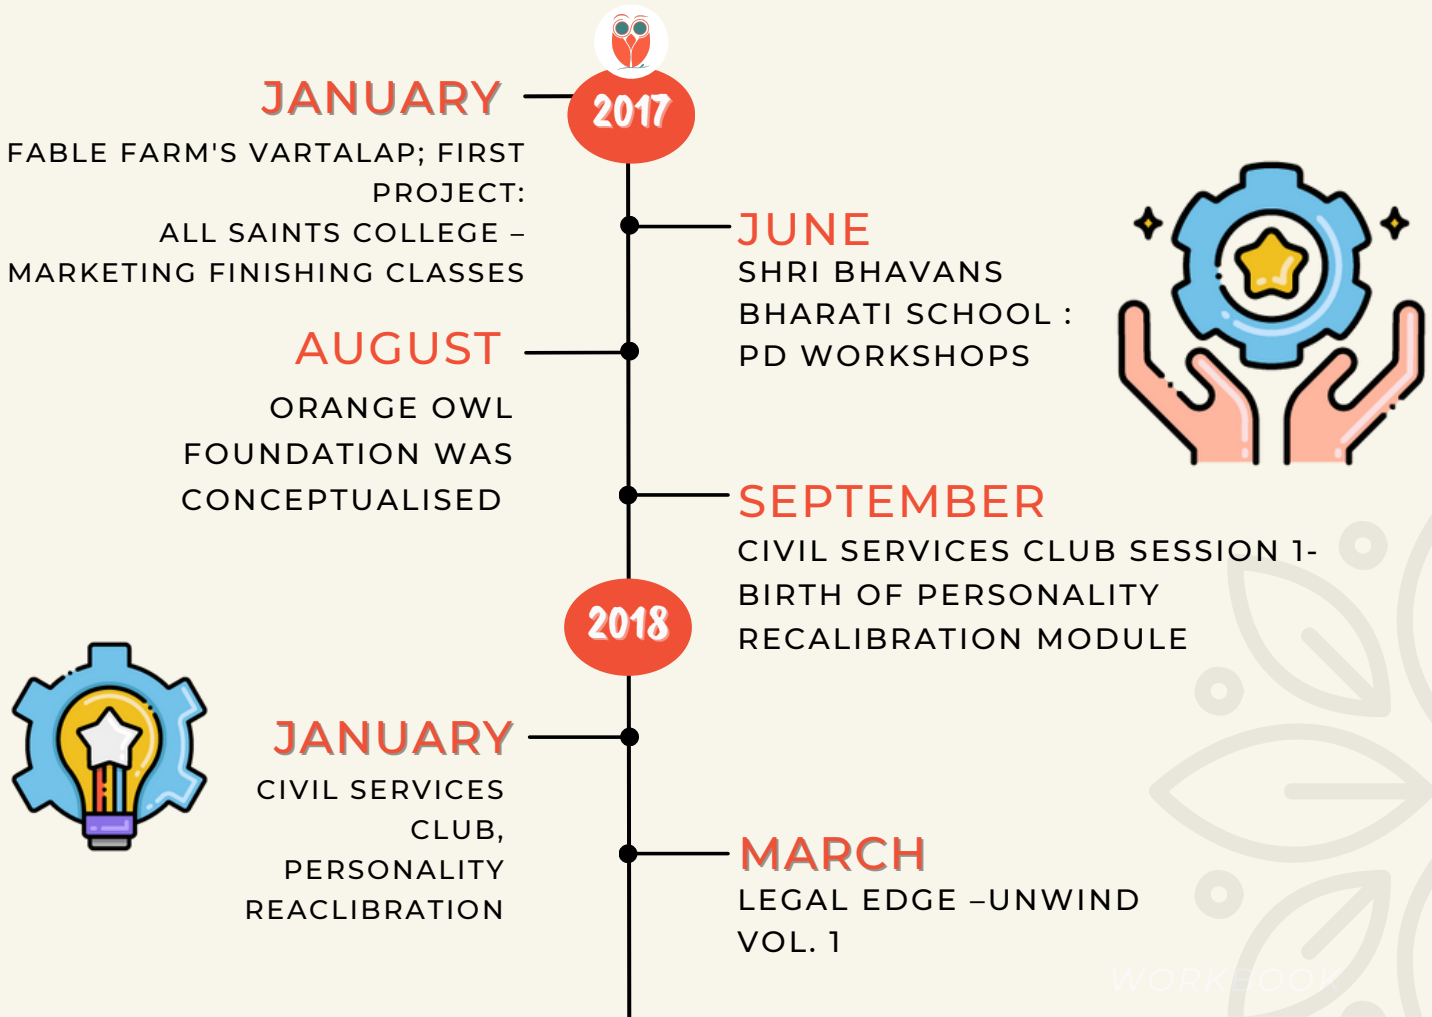 2017
JANUARY
FABLE FARM'S VARTALAP; FIRST
PROJECT:
ALL SAINTS COLLEGE –
MARKETING FINISHING CLASSES
JUNE
SHRI BHAVANS
BHARATI SCHOOL :
PD WORKSHOPS
AUGUST
ORANGE OWL
FOUNDATION WAS
CONCEPTUALISED
SEPTEMBER
CIVIL SERVICES CLUB SESSION 1-
BIRTH OF PERSONALITY
RECALIBRATION MODULE
2018
JANUARY
CIVIL SERVICES
CLUB,
PERSONALITY
REACLIBRATION
MARCH
LEGAL EDGE –UNWIND
VOL. 1
WORKBOOK